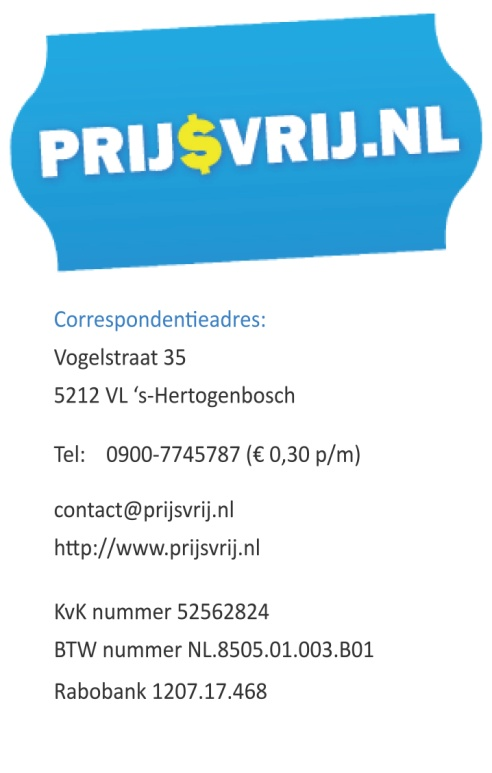 PRIJ$VRIJ.NL
Correspondentieadres:
Vogelstraat 35
5212 VL ‘s-Hertogenbosch
Tel: 0900-7745787 (€ 0,30 p/m)
contact@prijsvrij.nl
http://www.prijsvrij.nl
KvK nummer 52562824
BTW nummer NL.8505.01.003.B01
Rabobank 1207.17.468